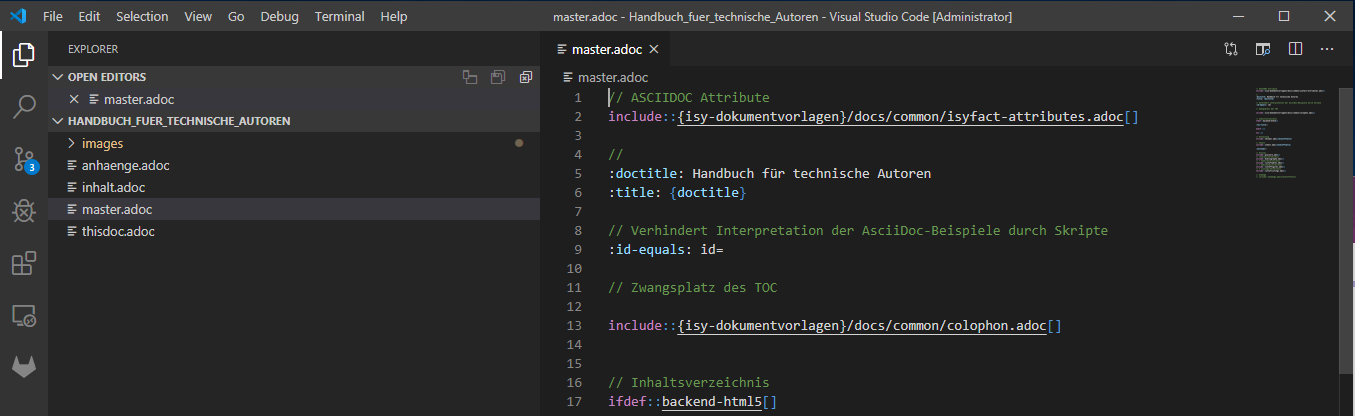 File Edit Selection View Go Debug Terminal Help master.adoc - Handbuch_fuer_technische_Autoren - Visual Studio Code [Administrator]
EXPLORER
OPEN EDITORS
master.adoc
HANDBUCH_FUER_TECHNISCHE_AUTOREN
images
anhaenge.adoc
inhalt.adoc
master.adoc
thisdoc.adoc
3
master.adoc
master.adoc
1 // ASCIIDOC Attribute
2 include::{isy-dokumentvorlagen}/docs/common/isyfact-attributes.adoc[]
3
4 //
5 :doctitle: Handbuch für technische Autoren
6 :title: {doctitle}
7
8 // Verhindert Interpretation der AsciiDoc-Beispiele durch Skripte
9 :id-equals: id=
10
11 // Zwangsplatz des TOC
12
13 include::{isy-dokumentvorlagen}/docs/common/colophon.adoc[]
14
15
16 // Inhaltsverzeichnis
17 ifdef::backend-html5[]